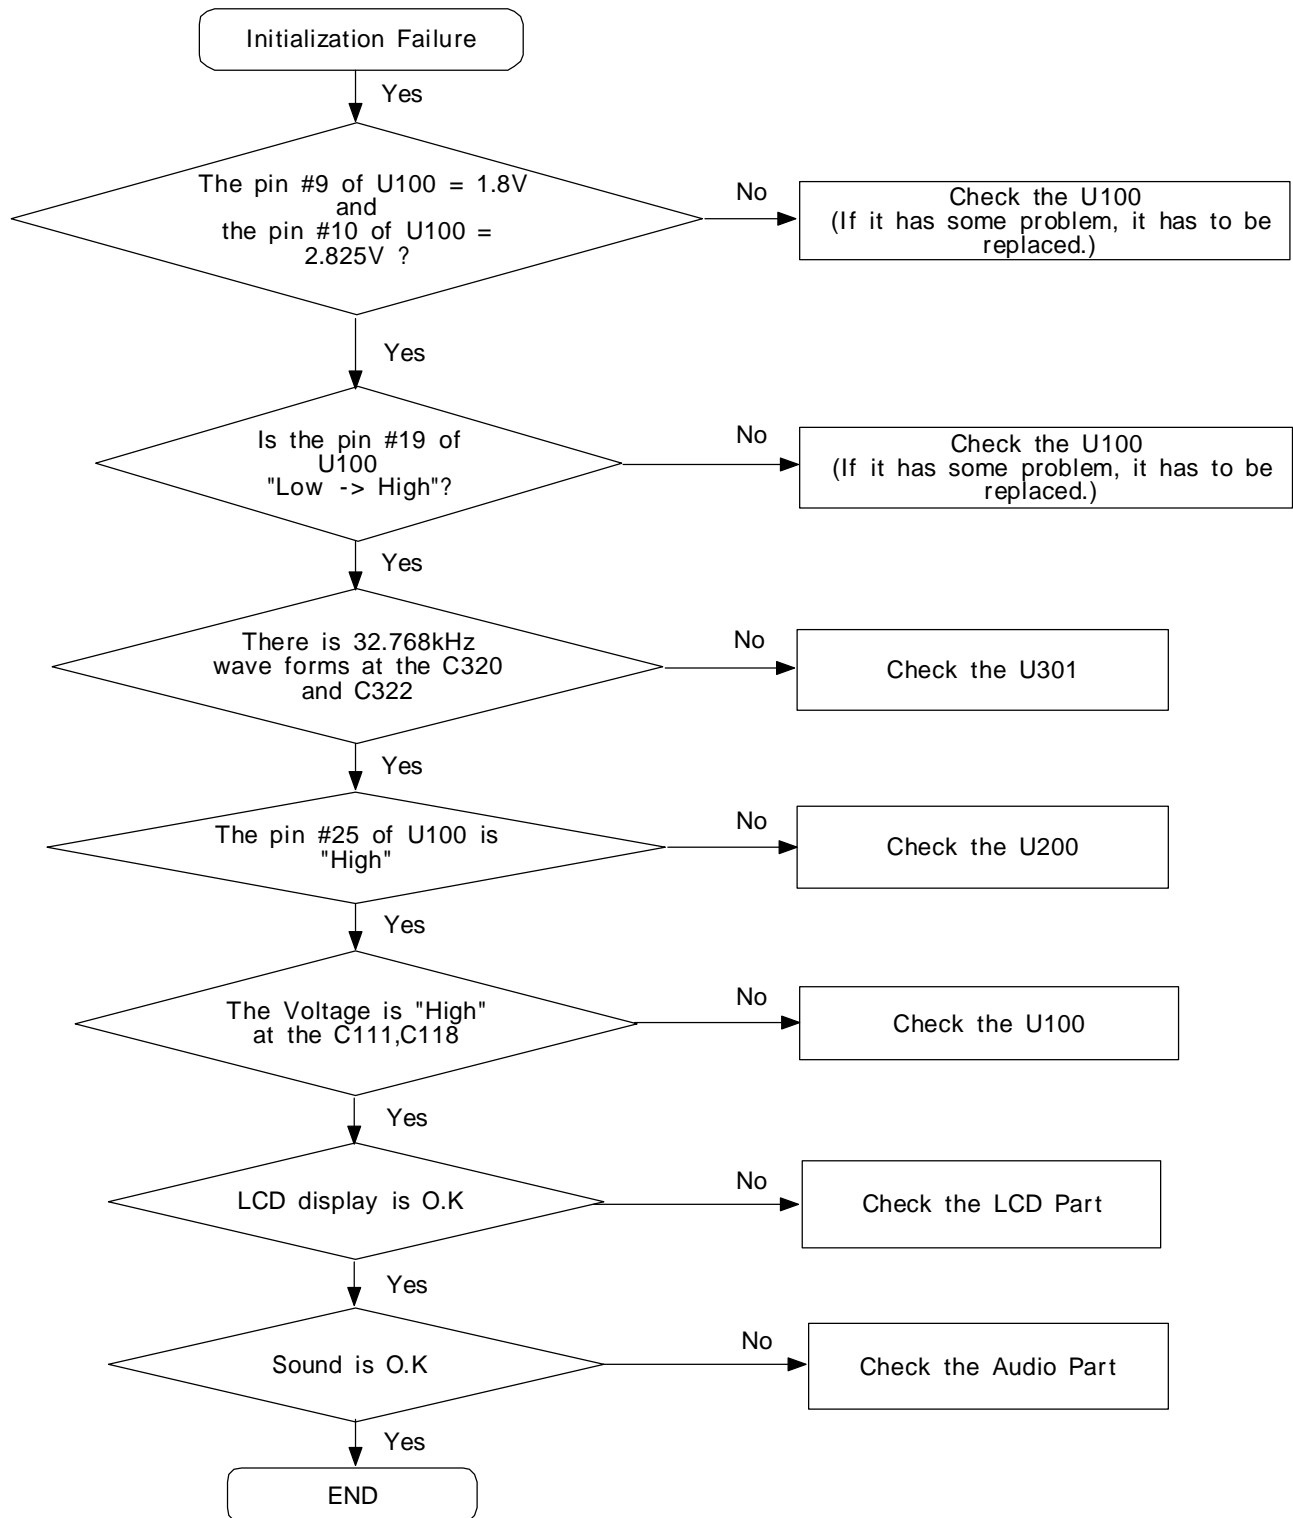 Initialization Failure
Yes
The pin #9 of U100 = 1.8V
and
the pin #10 of U100 =
2.825V ?
No
Check the U100
(If it has some problem, it has to be
replaced.)
Yes
Is the pin #19 of
U100
"Low -> High"?
No
Check the U100
(If it has some problem, it has to be
replaced.)
Yes
There is 32.768kHz
wave forms at the C320
and C322
No
Check the U301
Yes
The pin #25 of U100 is
"High"
No
Check the U200
Yes
The Voltage is "High"
at the C111,C118
No
Check the U100
Yes
LCD display is O.K
No
Check the LCD Part
Yes
Sound is O.K
No
Check the Audio Part
Yes
END